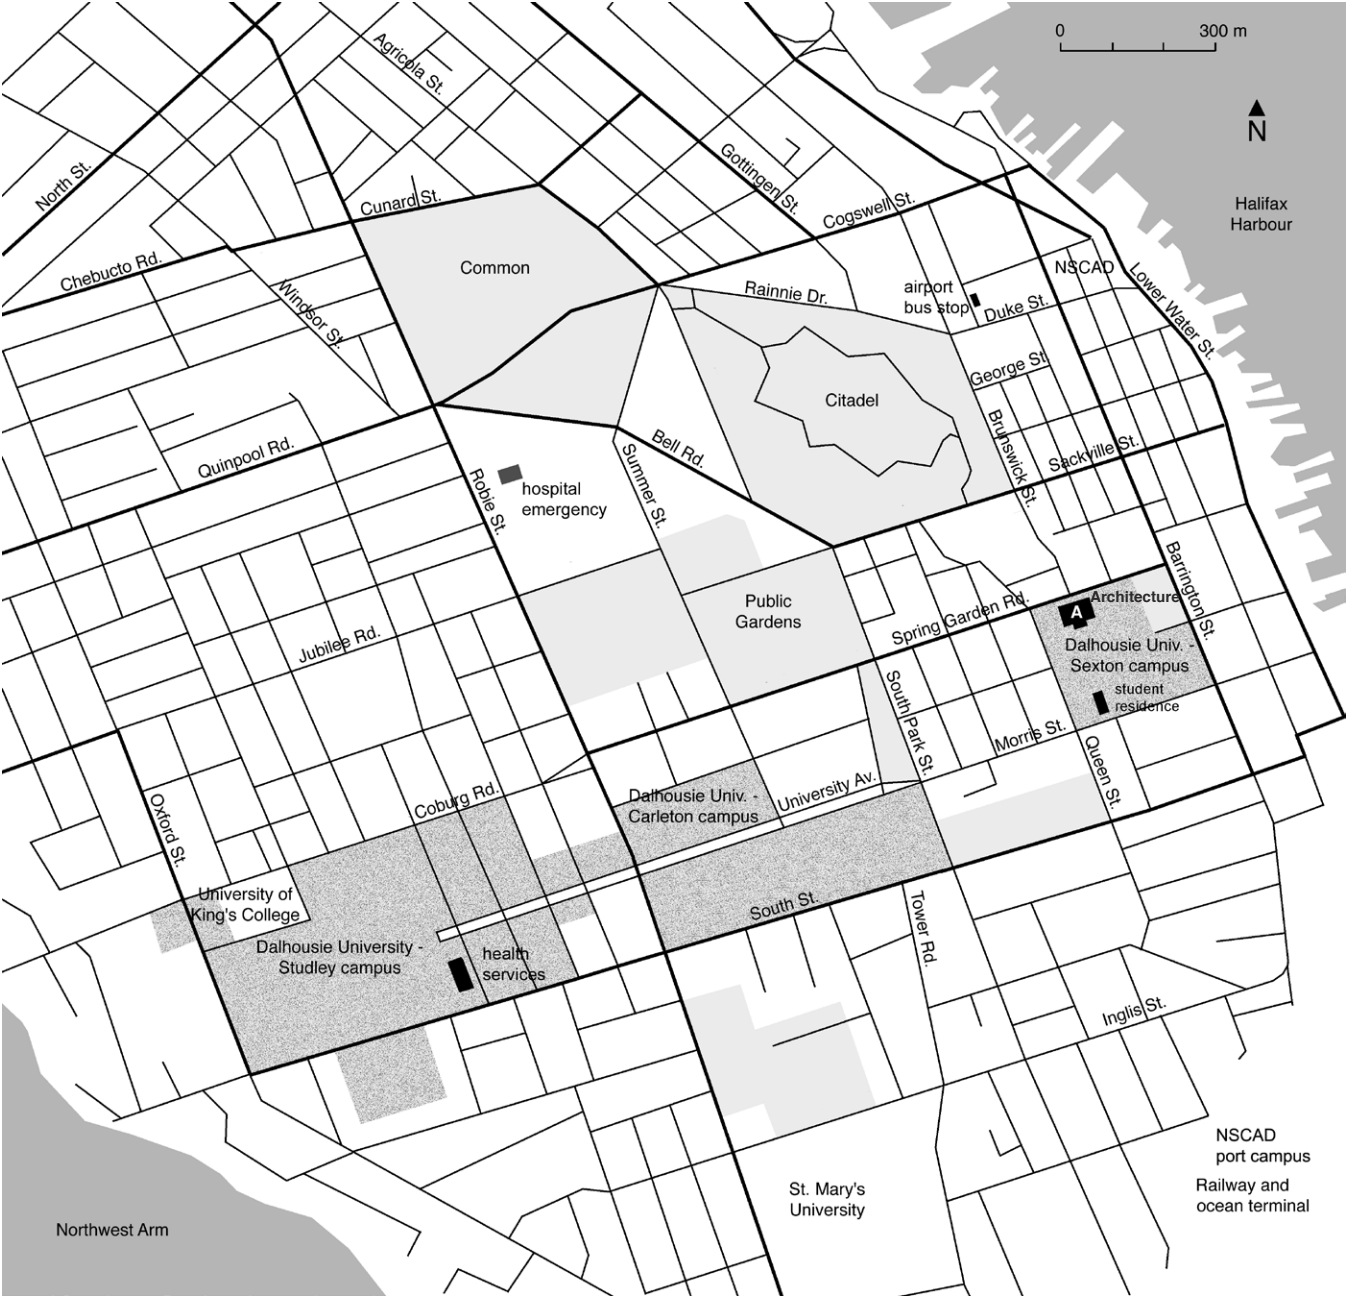 0 300 m
Agricola St.
N
North St.
Gottingen St.
Cunard St.
Cogswell St.
Halifax
Harbour
Chebucto Rd.
Common
NSCAD
Windsor St.
Rainnie Dr.
airport
bus stop
Duke St.
Lower Water St.
George St.
Citadel
Quinpool Rd.
Bell Rd.
Brunswick St.
Sackville St.
Robie St.
Summer St.
hospital
emergency
Barrington St.
Public
Gardens
Spring Garden Rd.
A
Architecture
Jubilee Rd.
Dalhousie Univ. -
Sexton campus
student
residence
South Park St.
Morris St.
Queen St.
Coburg Rd.
Dalhousie Univ. -
Carleton campus
University Av.
Oxford St.
University of
King's College
South St.
Tower Rd.
Dalhousie University -
Studley campus
health
services
Inglis St.
NSCAD
port campus
Railway and
ocean terminal
St. Mary's
University
Northwest Arm